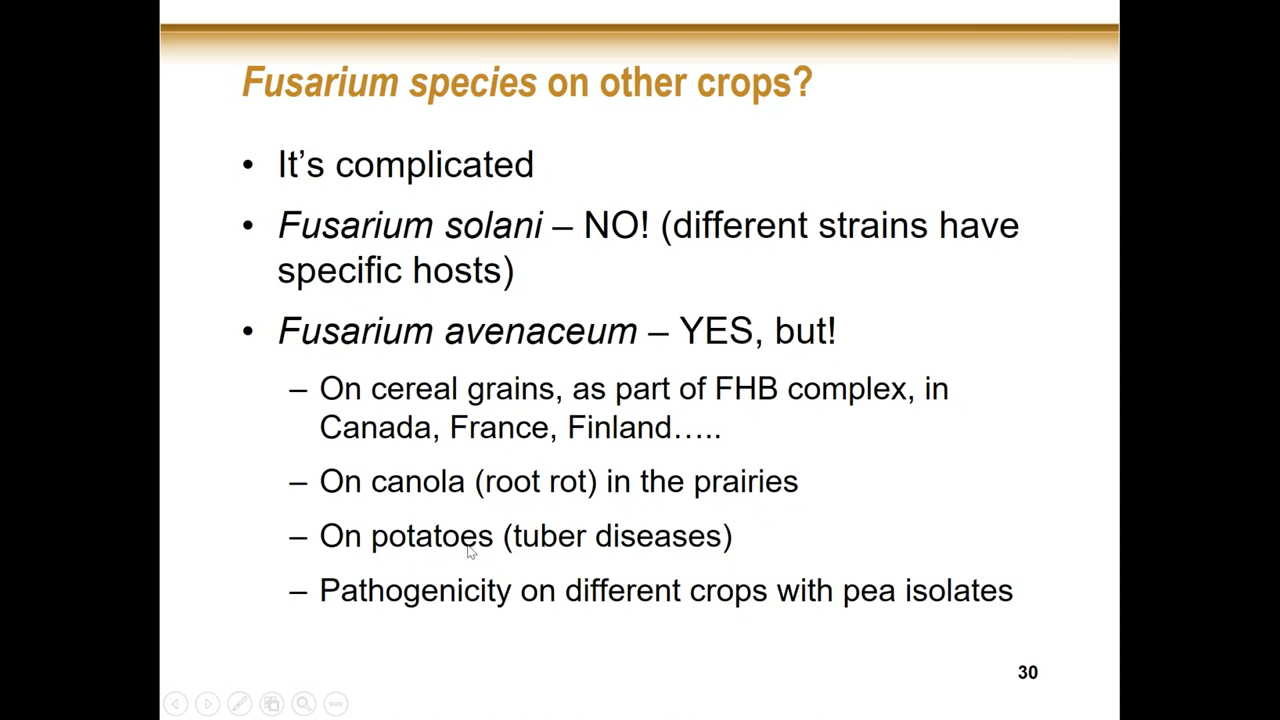 Fusarium species on other crops?
• It’s complicated
• Fusarium solani – NO! (different strains have
specific hosts)
• Fusarium avenaceum – YES, but!
– On cereal grains, as part of FHB complex, in
Canada, France, Finland…..
– On canola (root rot) in the prairies
– On potatoes (tuber diseases)
– Pathogenicity on different crops with pea isolates
30